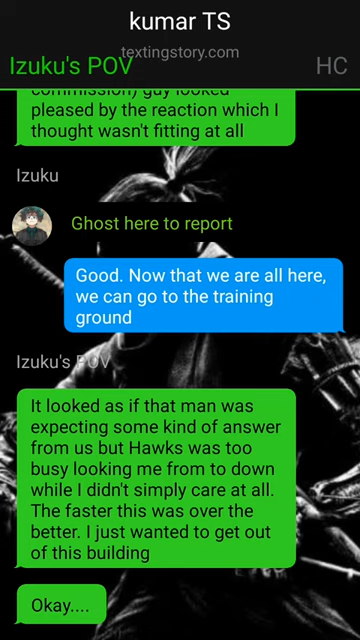 kumar TS
textingstory.com
Izuku's POV
HC
commission) guy looked
pleased by the reaction which I
thought wasn't fitting at all
Izuku
Ghost here to report
Good. Now that we are all here,
we can go to the training
ground
Izuku's POV
It looked as if that man was
expecting some kind of answer
from us but Hawks was too
busy looking me from to down
while I didn't simply care at all.
The faster this was over the
better. I just wanted to get out
of this building
Okay....